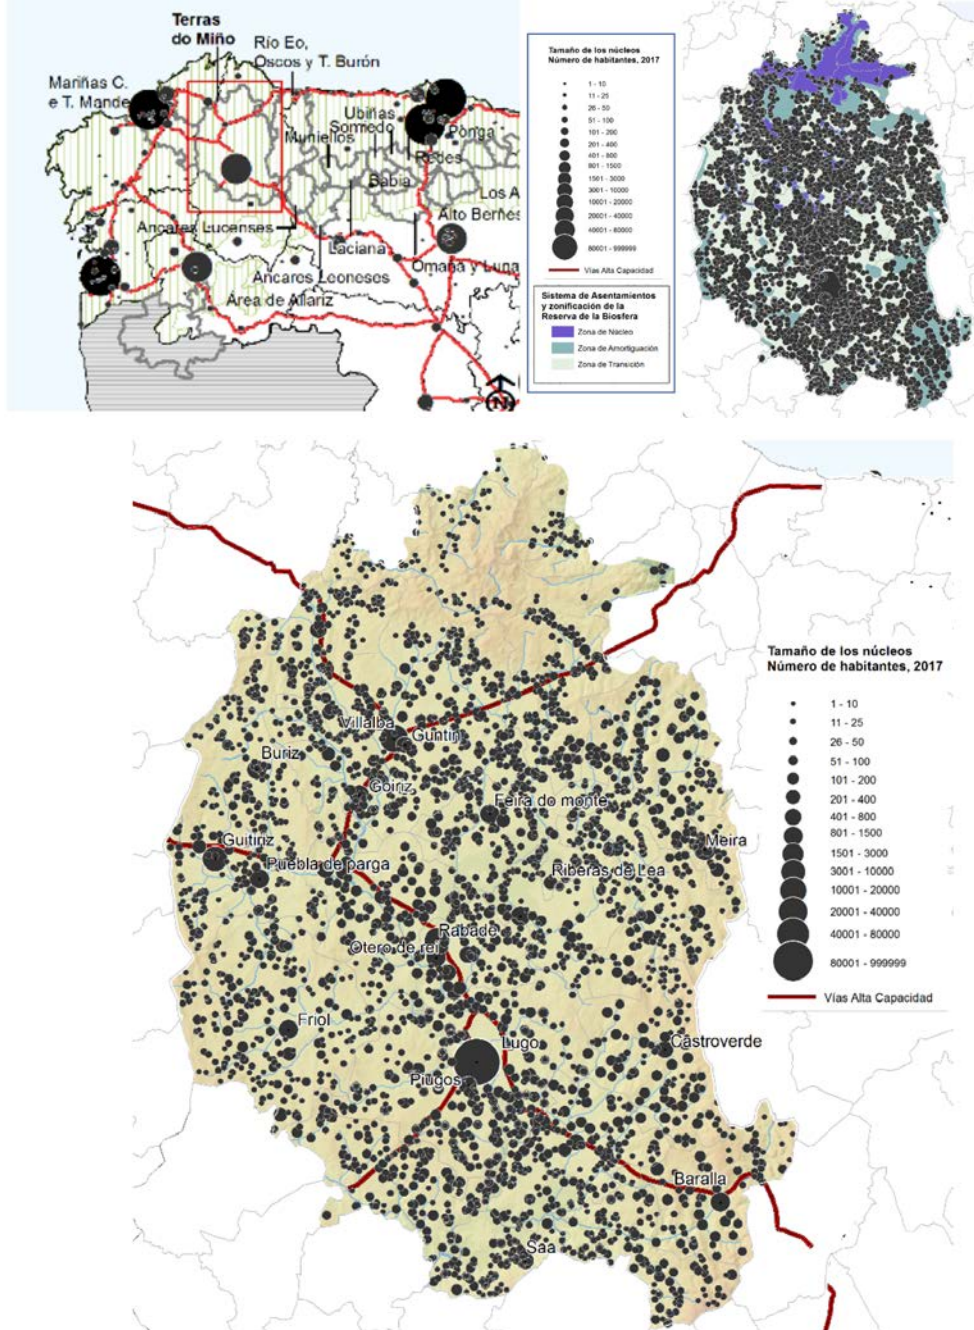 Terras
do Miño
Río Eo,
Oscos y T. Burón
Mariñas C.
e T. Mande
Ubiñas
Somiedo
Ponga
Muniellos
Redes
Babia
Los A
Alto Bernes
Ancares Lucenses
Laciana
Omaña y Luna
Ancares Leoneses
Área de Allariz
N
Tamaño de los núcleos
Número de habitantes, 2017
1 - 10
11 - 25
26 - 50
51 - 100
101 - 200
201 - 400
401 - 800
801 - 1500
1501 - 3000
3001 - 10000
10001 - 20000
20001 - 40000
40001 - 80000
80001 - 999999
Vías Alta Capacidad
Sistema de Asentamientos
y zonificación de la
Reserva de la Biosfera
Zona de Núcleo
Zona de Amortiguación
Zona de Transición
Villalba
Guntin
Buriz
Goiriz
Feira do monte
Guitiriz
Meira
Puebla de parga
Riberas de Lea
Rabade
Otero de rei
Friol
Lugo
Castroverde
Piugos
Baralla
Saa
Tamaño de los núcleos
Número de habitantes, 2017
1 - 10
11 - 25
26 - 50
51 - 100
101 - 200
201 - 400
401 - 800
801 - 1500
1501 - 3000
3001 - 10000
10001 - 20000
20001 - 40000
40001 - 80000
80001 - 999999
Vías Alta Capacidad